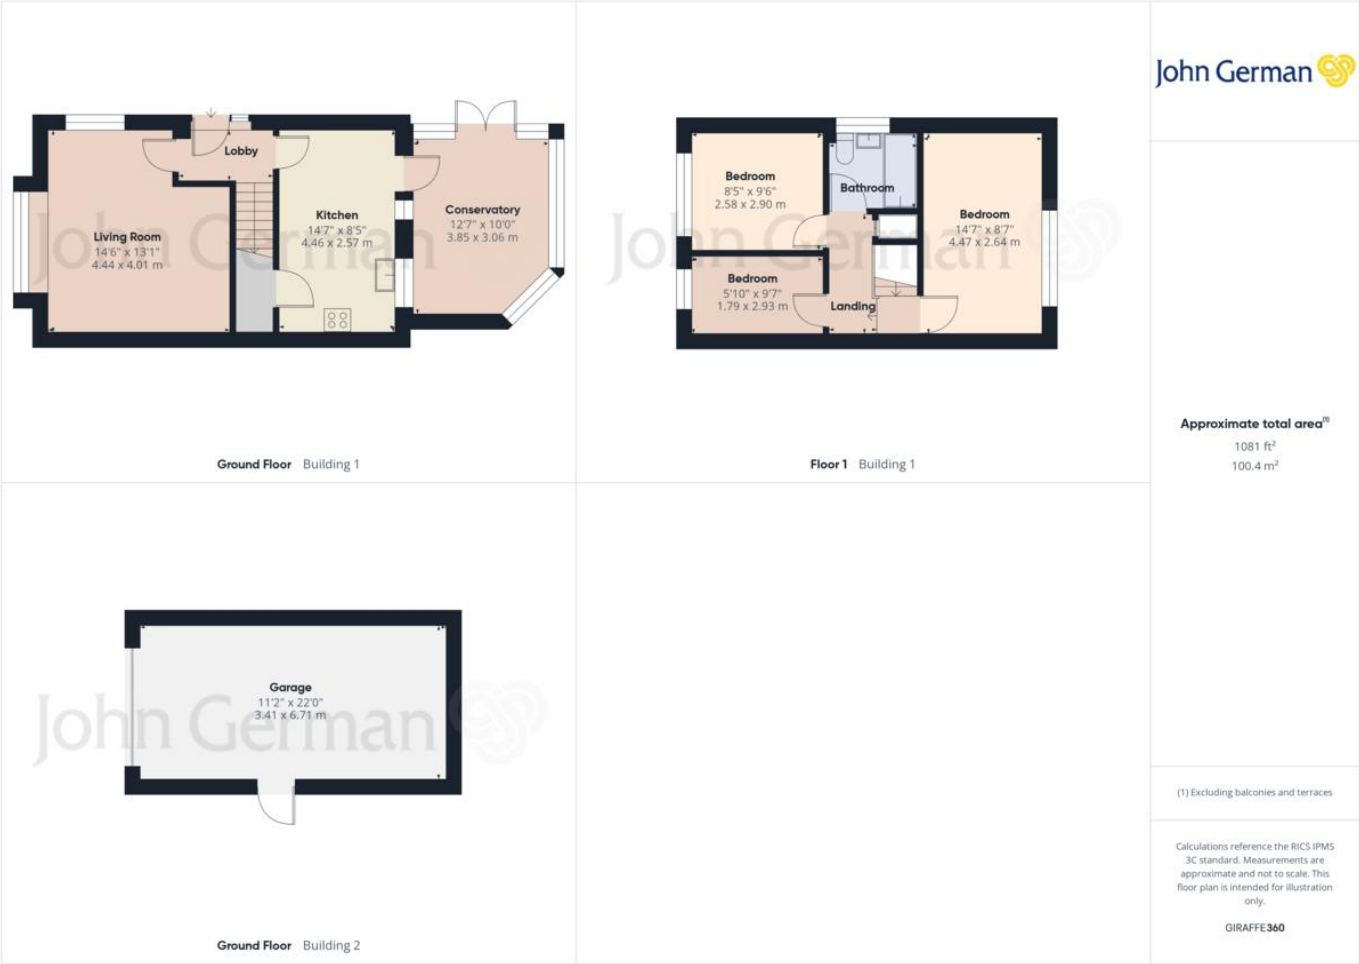 John German
Lobby
Living Room
14'6" x 13'1"
4.44 x 4.01 m
Kitchen
14'7" x 8'5"
4.46 x 2.57 m
Conservatory
12'7" x 10'0"
3.85 x 3.06 m
John German
Ground Floor Building 1
Bedroom
8'5" x 9'6"
2.58 x 2.90 m
Bathroom
Bedroom
14'7" x 8'7"
4.47 x 2.64 m
Bedroom
5'10" x 9'7"
1.79 x 2.93 m
Landing
John German
Floor 1 Building 1
Garage
11'2" x 22'0"
3.41 x 6.71 m
John German
Ground Floor Building 2
Approximate total area(1)
1081 ft²
100.4 m²
(1) Excluding balconies and terraces
Calculations reference the RICS IPMS
3C standard. Measurements are
approximate and not to scale. This
floor plan is intended for illustration
only.
GIRAFFE360